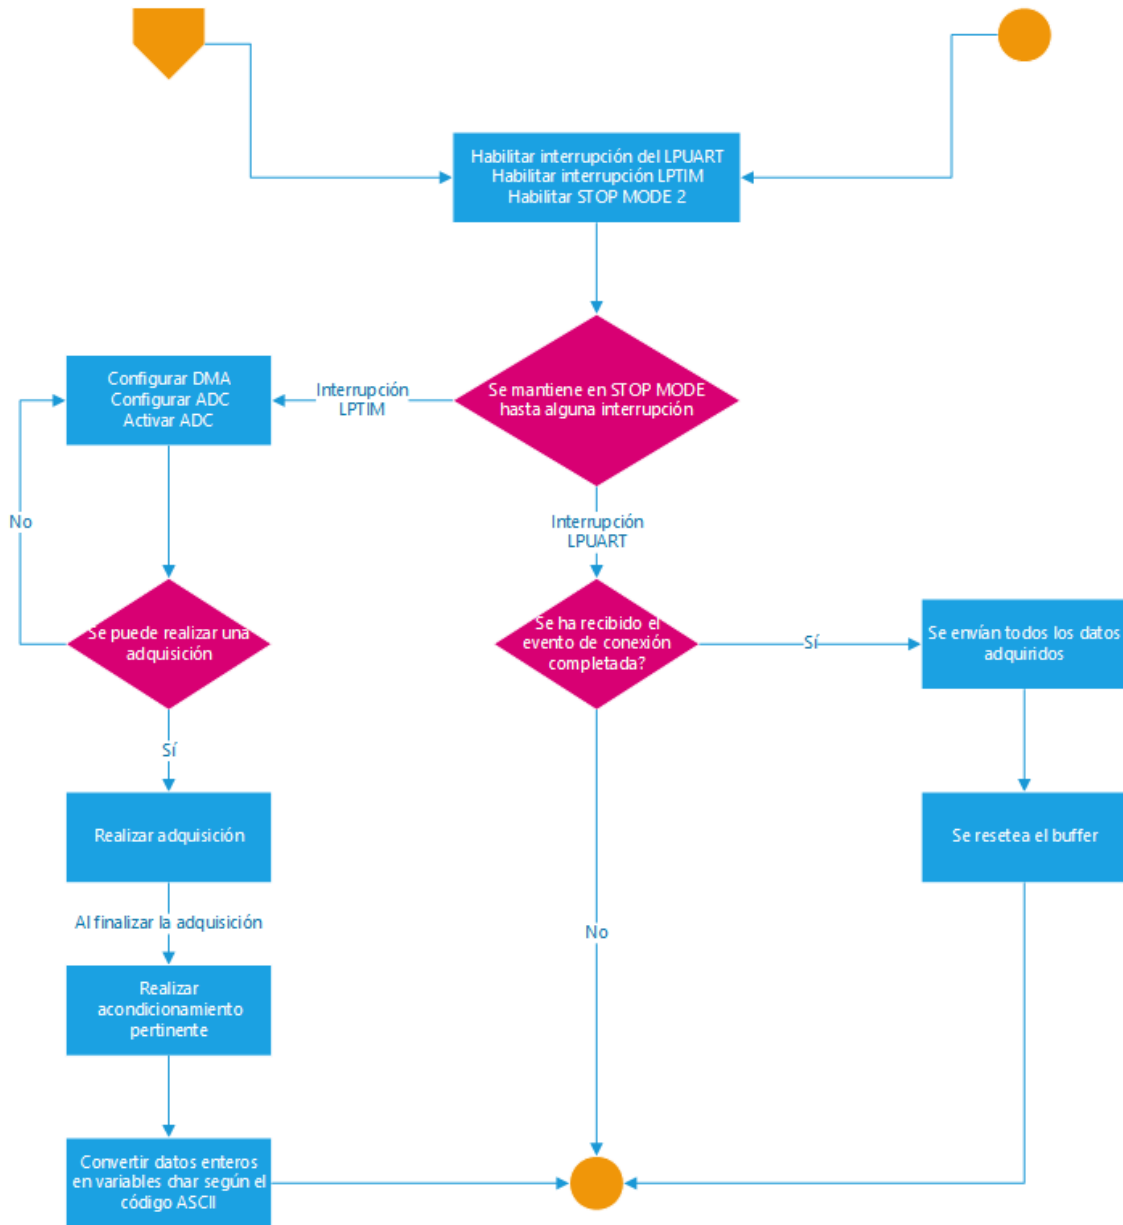 Habilitar interrupción del LPUART
Habilitar interrupción LPTIM
Habilitar STOP MODE 2
Se mantiene en STOP MODE
hasta alguna interrupción
Interrupción
LPTIM
Configurar DMA
Configurar ADC
Activar ADC
No
Interrupción
LPUART
Se puede realizar una
adquisición
Se ha recibido el
evento de conexión
completada?
Sí
Se envían todos los datos
adquiridos
Sí
Realizar adquisición
Se resetea el buffer
Al finalizar la adquisición
No
Realizar
acondicionamiento
pertinente
Convertir datos enteros
en variables char según el
código ASCII